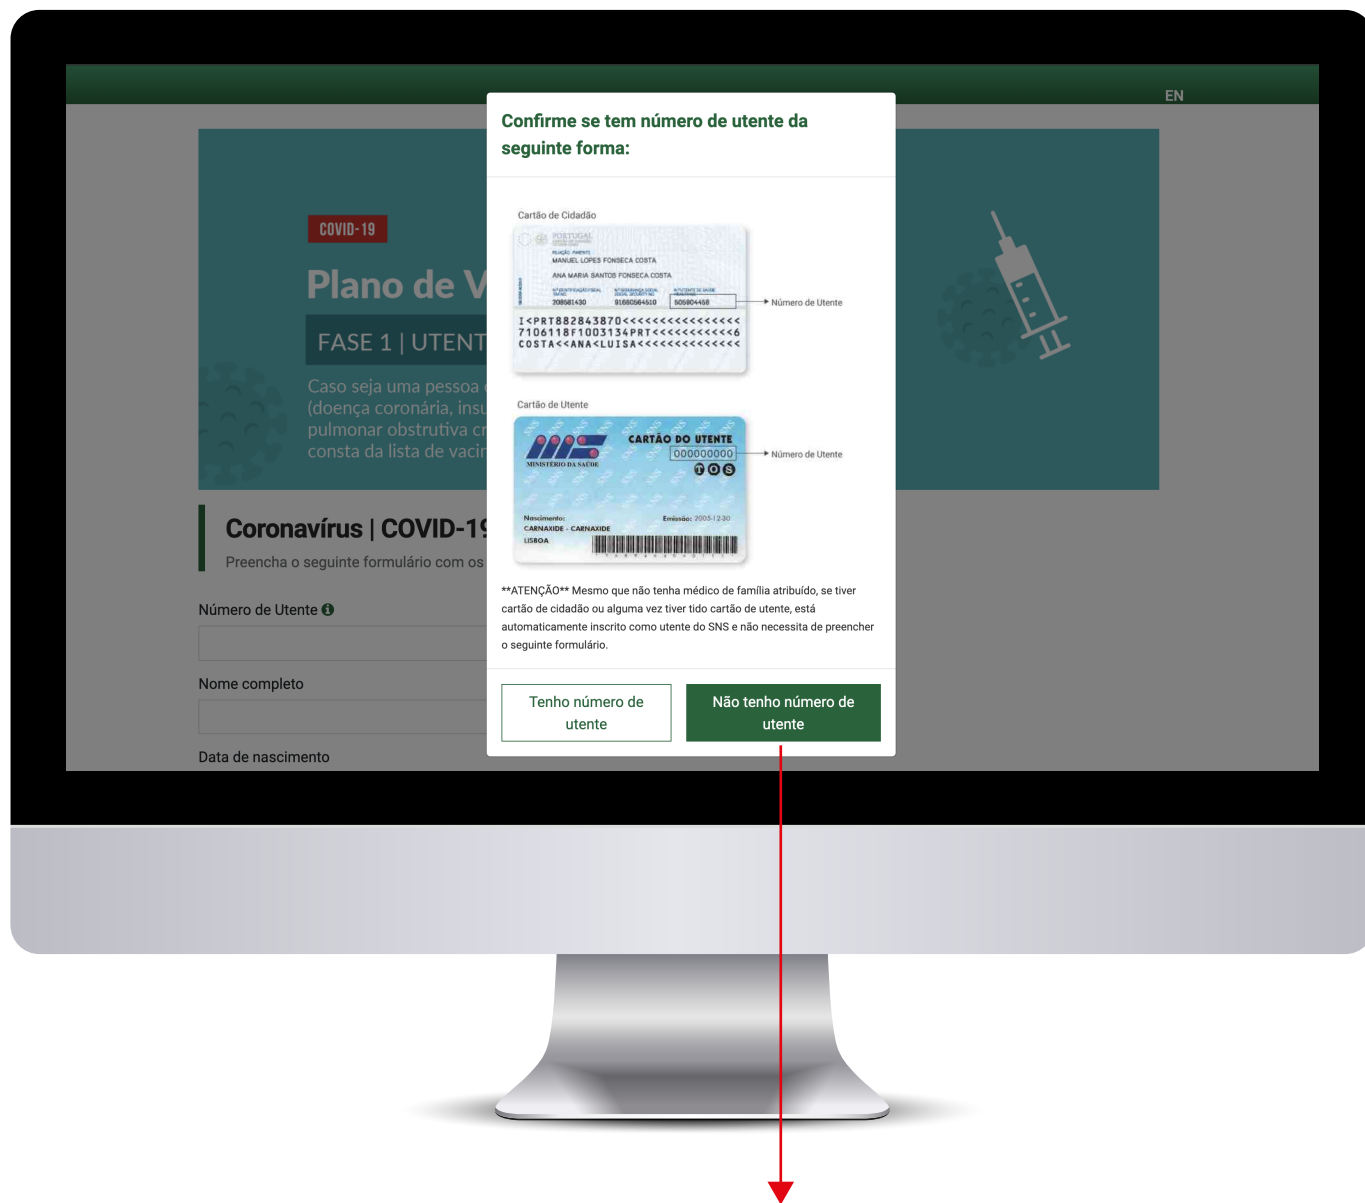 EN
COVID-19
Plano de V
FASE 1 | UTENT
Caso seja uma pessoa
(doença coronária, insu
pulmonar obstrutiva cr
consta da lista de vacin
Coronavírus | COVID-19
Preencha o seguinte formulário com os
Número de Utente
Nome completo
Data de nascimento
Confirme se tem número de utente da
seguinte forma:
Cartão de Cidadão
PORTUGAL
MANUEL LOPES FONSECA COSTA
ANA MARIA SANTOS FONSECA COSTA
208581430 91680564510 505804458
Número de Utente
I<PRT882843870<<<<<<<<<<<<<<<
7106118F1003134PRT<<<<<<<<<<<6
COSTA<<ANA<LUISA<<<<<<<<<<<<<<
Cartão de Utente
MINISTÉRIO DA SAÚDE
CARTÃO DO UTENTE
000000000
Número de Utente
T O S
Nascimento: Emissão: 2005-12-30
CARNAXIDE - CARNAXIDE
LISBOA
**ATENÇÃO** Mesmo que não tenha médico de família atribuído, se tiver
cartão de cidadão ou alguma vez tiver tido cartão de utente, está
automaticamente inscrito como utente do SNS e não necessita de preencher
o seguinte formulário.
Tenho número de
utente
Não tenho número de
utente